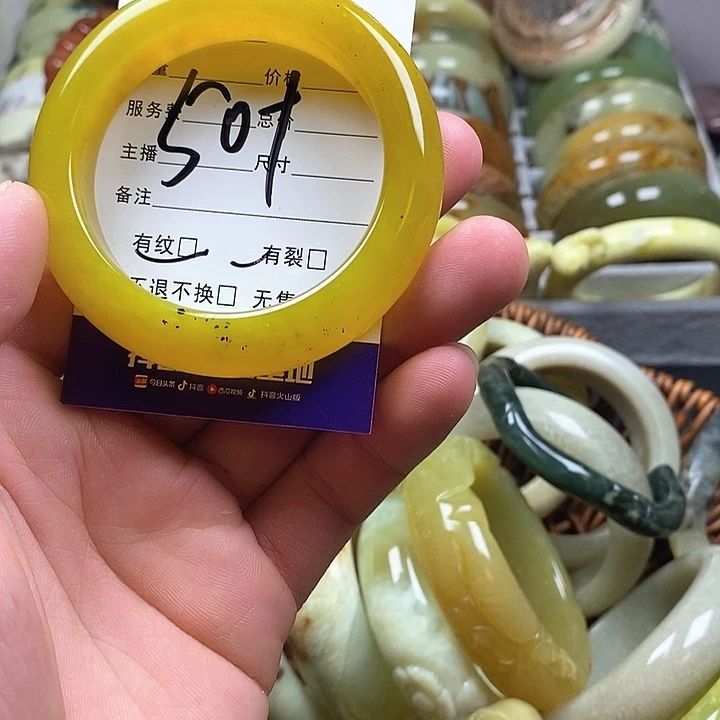 价格
服务费 总价
501
主播 尺寸
备注
有纹□ 有裂□
不退不换□ 无售
今日头条 抖音 西瓜视频 抖音火山版